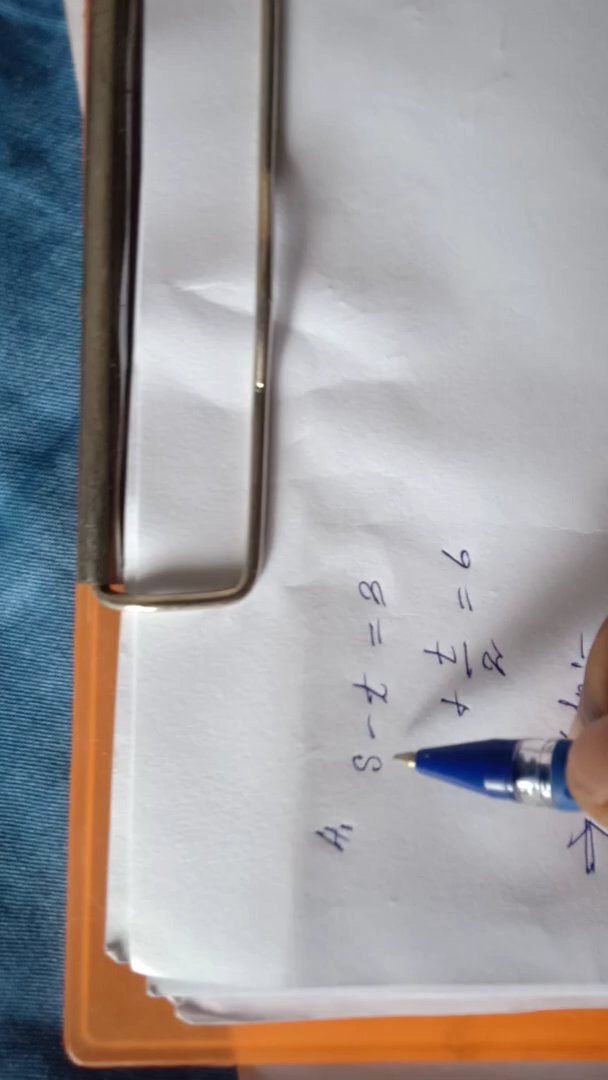 A,
S - t = 3
+ t/2 = 6